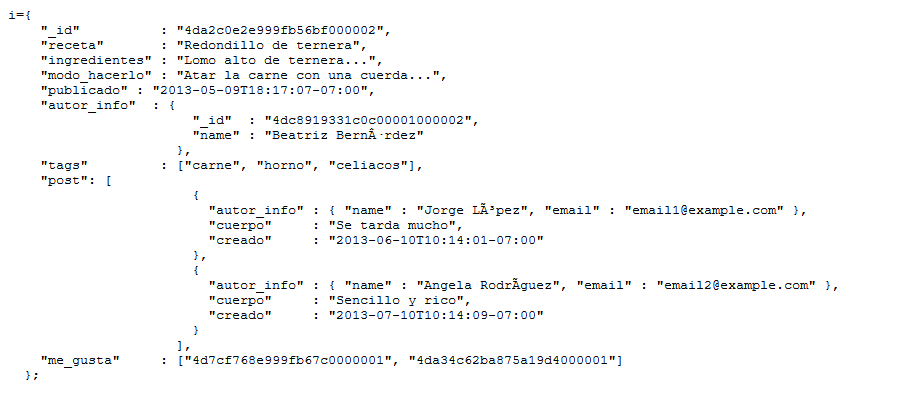 i={
"_id" : "4da2c0e2e999fb56bf000002",
"receta" : "Redondillo de ternera",
"ingredientes" : "Lomo alto de ternera...",
"modo_hacerlo" : "Atar la carne con una cuerda...",
"publicado" : "2013-05-09T18:17:07-07:00",
"autor_info" : {
"_id" : "4dc8919331c0c00001000002",
"name" : "Beatriz BernÂ·rdez"
},
"tags" : ["carne", "horno", "celiacos"],
"post": [
{
"autor_info" : { "name" : "Jorge LÃ³pez", "email" : "email1@example.com" },
"cuerpo" : "Se tarda mucho",
"creado" : "2013-06-10T10:14:01-07:00"
},
{
"autor_info" : { "name" : "Angela RodrÃguez", "email" : "email2@example.com" },
"cuerpo" : "Sencillo y rico",
"creado" : "2013-07-10T10:14:09-07:00"
}
],
"me_gusta" : ["4d7cf768e999fb67c0000001", "4da34c62ba875a19d4000001"]
};